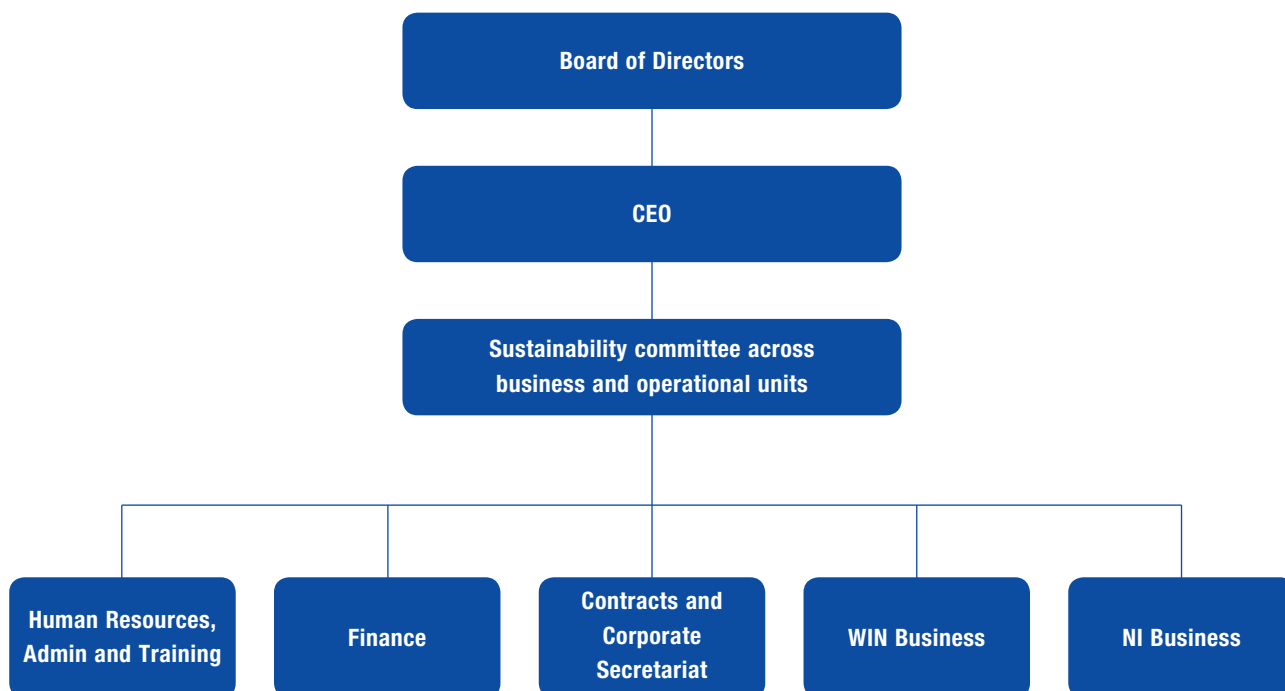 Board of Directors
CEO
Sustainability committee across
business and operational units
Human Resources,
Admin and Training
Finance
Contracts and
Corporate
Secretariat
WIN Business
NI Business